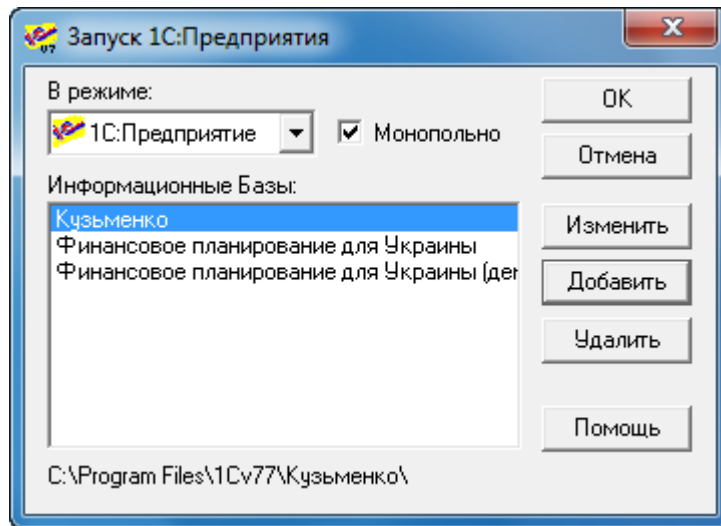 Запуск 1С:Предприятия
В режиме:
1С:Предприятие
Монопольно
Информационные Базы:
Кузьменко
Финансовое планирование для Украины
Финансовое планирование для Украины (де
C:\Program Files\1Cv77\Кузьменко\
OK
Отмена
Изменить
Добавить
Удалить
Помощь